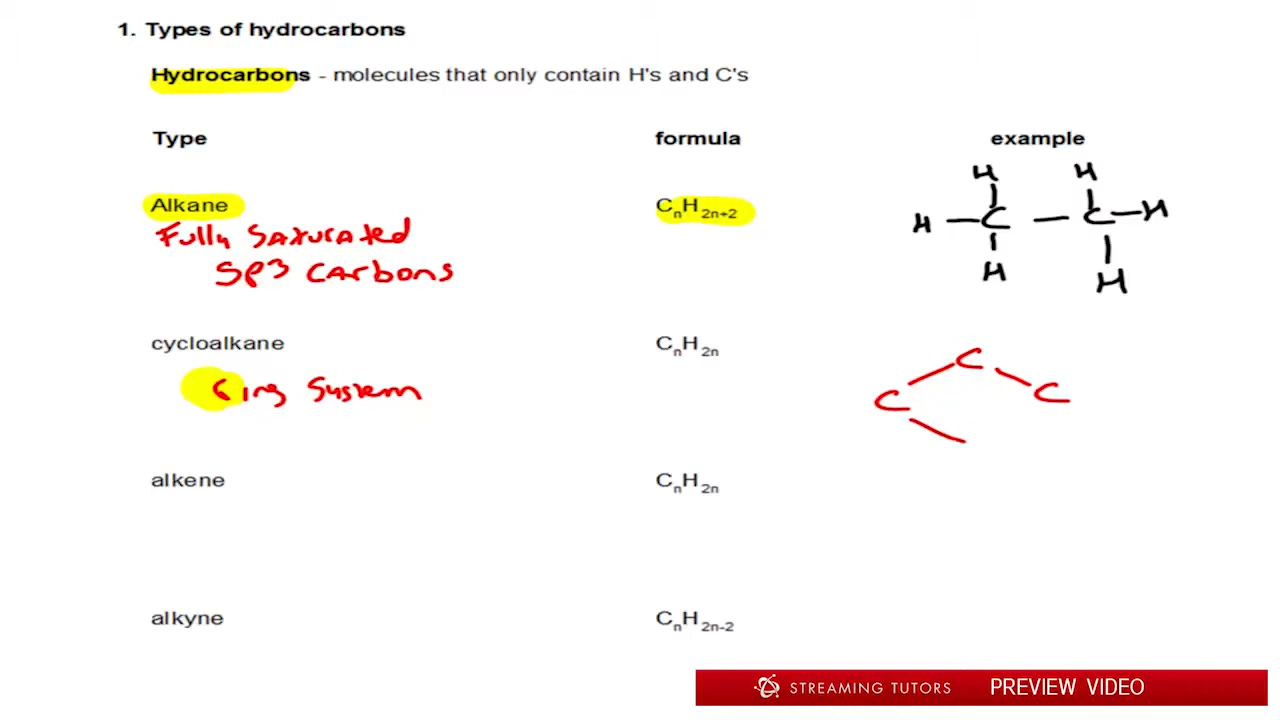 1. Types of hydrocarbons
Hydrocarbons - molecules that only contain H's and C's
Type formula example
H H
Alkane CₙH₂ₙ₊₂
H C C H
Fully Saturated
SP3 Carbons H H
cycloalkane CₙH₂ₙ
C
Ring System C C
alkene CₙH₂ₙ
alkyne CₙH₂ₙ₋₂
STREAMING TUTORS PREVIEW VIDEO